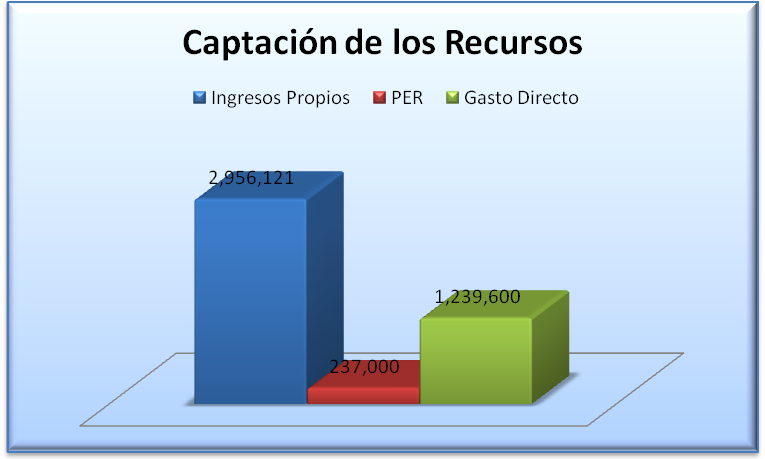 Captación de los Recursos
Ingresos Propios PER Gasto Directo
2,956,121
1,239,600
237,000